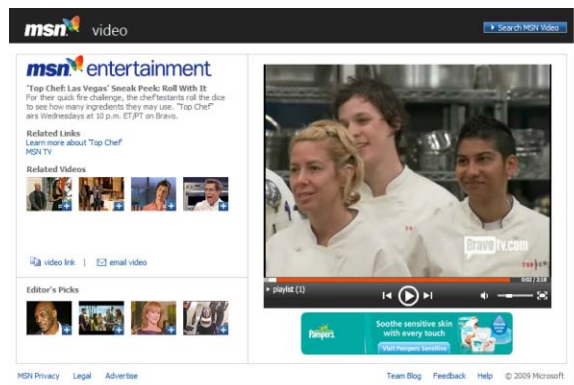 msn video
Search MSN Video
msn entertainment
'Top Chef: Las Vegas' Sneak Peek: Roll With It
For their quick fire challenge, the chef'testants roll the dice
to see how many ingredients they may use. "Top Chef"
airs Wednesdays at 10 p.m. ET/PT on Bravo.
Related Links
Learn more about 'Top Chef'
MSN TV
Related Videos
video link | email video
Editor's Picks
Bravotv.com
0:02 / 2:18
playlist (1)
Pampers
Soothe sensitive skin
with every touch
Visit Pampers Sensitive
MSN Privacy Legal Advertise
Team Blog Feedback Help © 2009 Microsoft